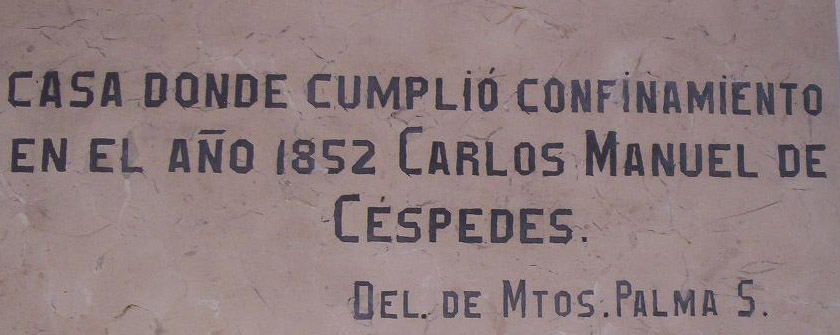 CASA DONDE CUMPLIÓ CONFINAMIENTO
EN EL AÑO 1852 CARLOS MANUEL DE
CÉSPEDES.
DEL. DE MTOS. PALMA S.